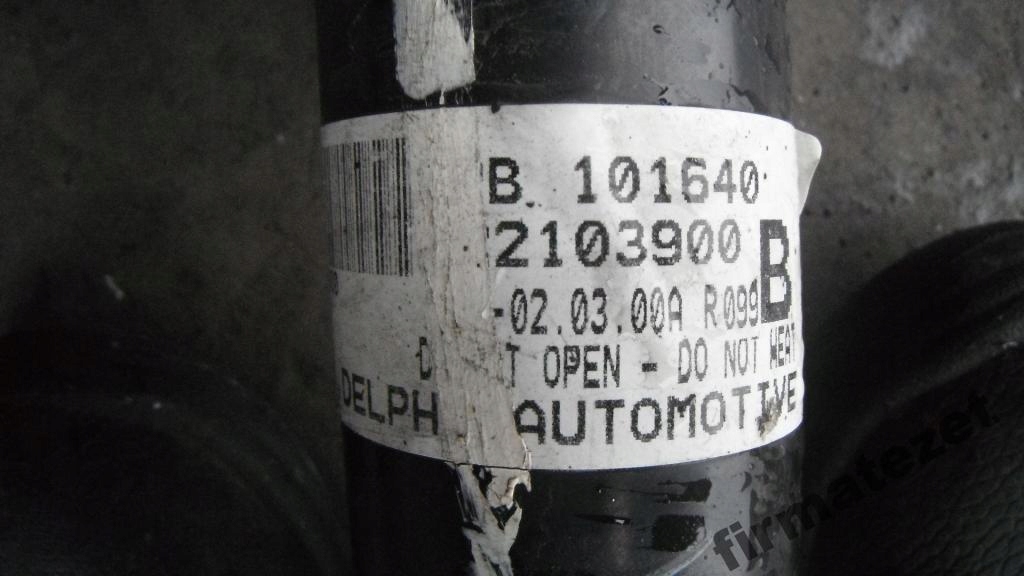 B. 101640
2103900 B
-02.03.00A R099
OPEN - DO NOT HEAT
DELPH AUTOMOTIVE
firmatezet